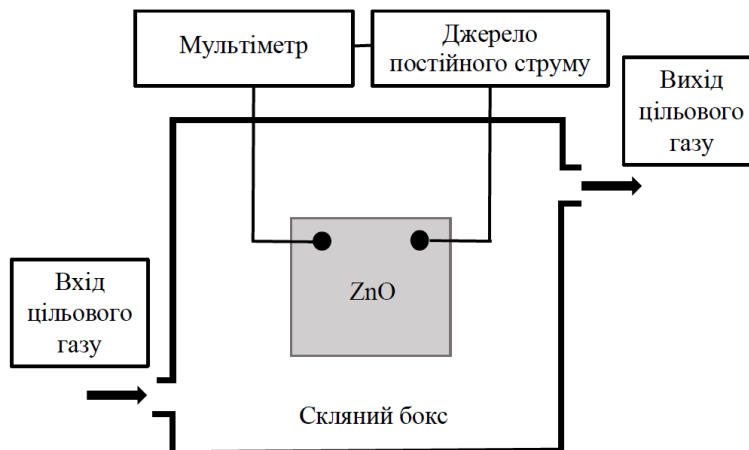 Мультіметр
Джерело
постійного струму
Вихід
цільового
газу
ZnO
Вхід
цільового
газу
Скляний бокс